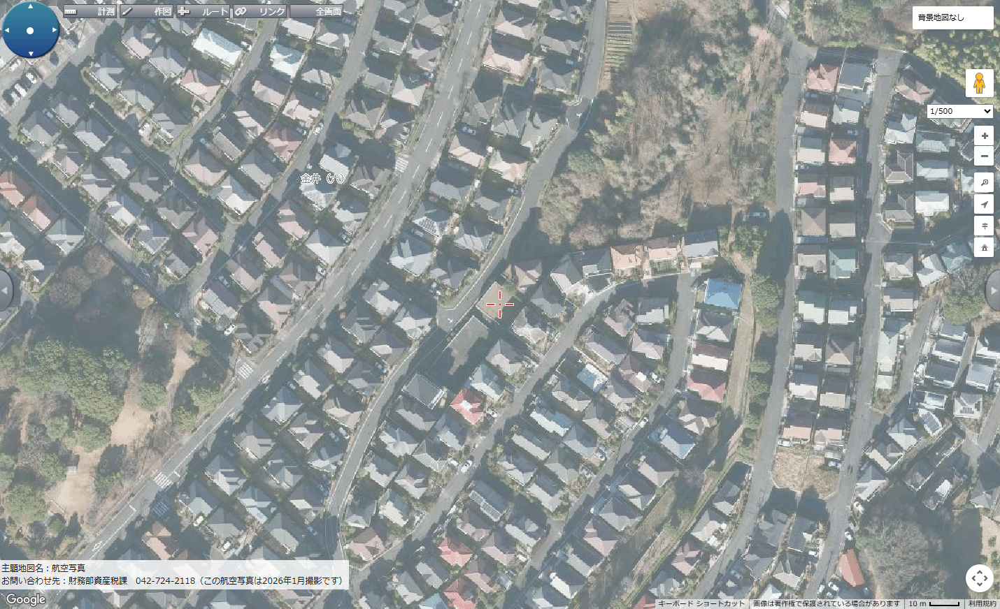 計測 作図 ルート リンク 全画面
背景地図なし
1/500
金井（六）
主題地図名：航空写真
お問い合わせ先：財務部資産税課　042-724-2118（この航空写真は2026年1月撮影です）
Google
キーボード ショートカット 画像は著作権で保護されている場合があります 10 m 利用規約